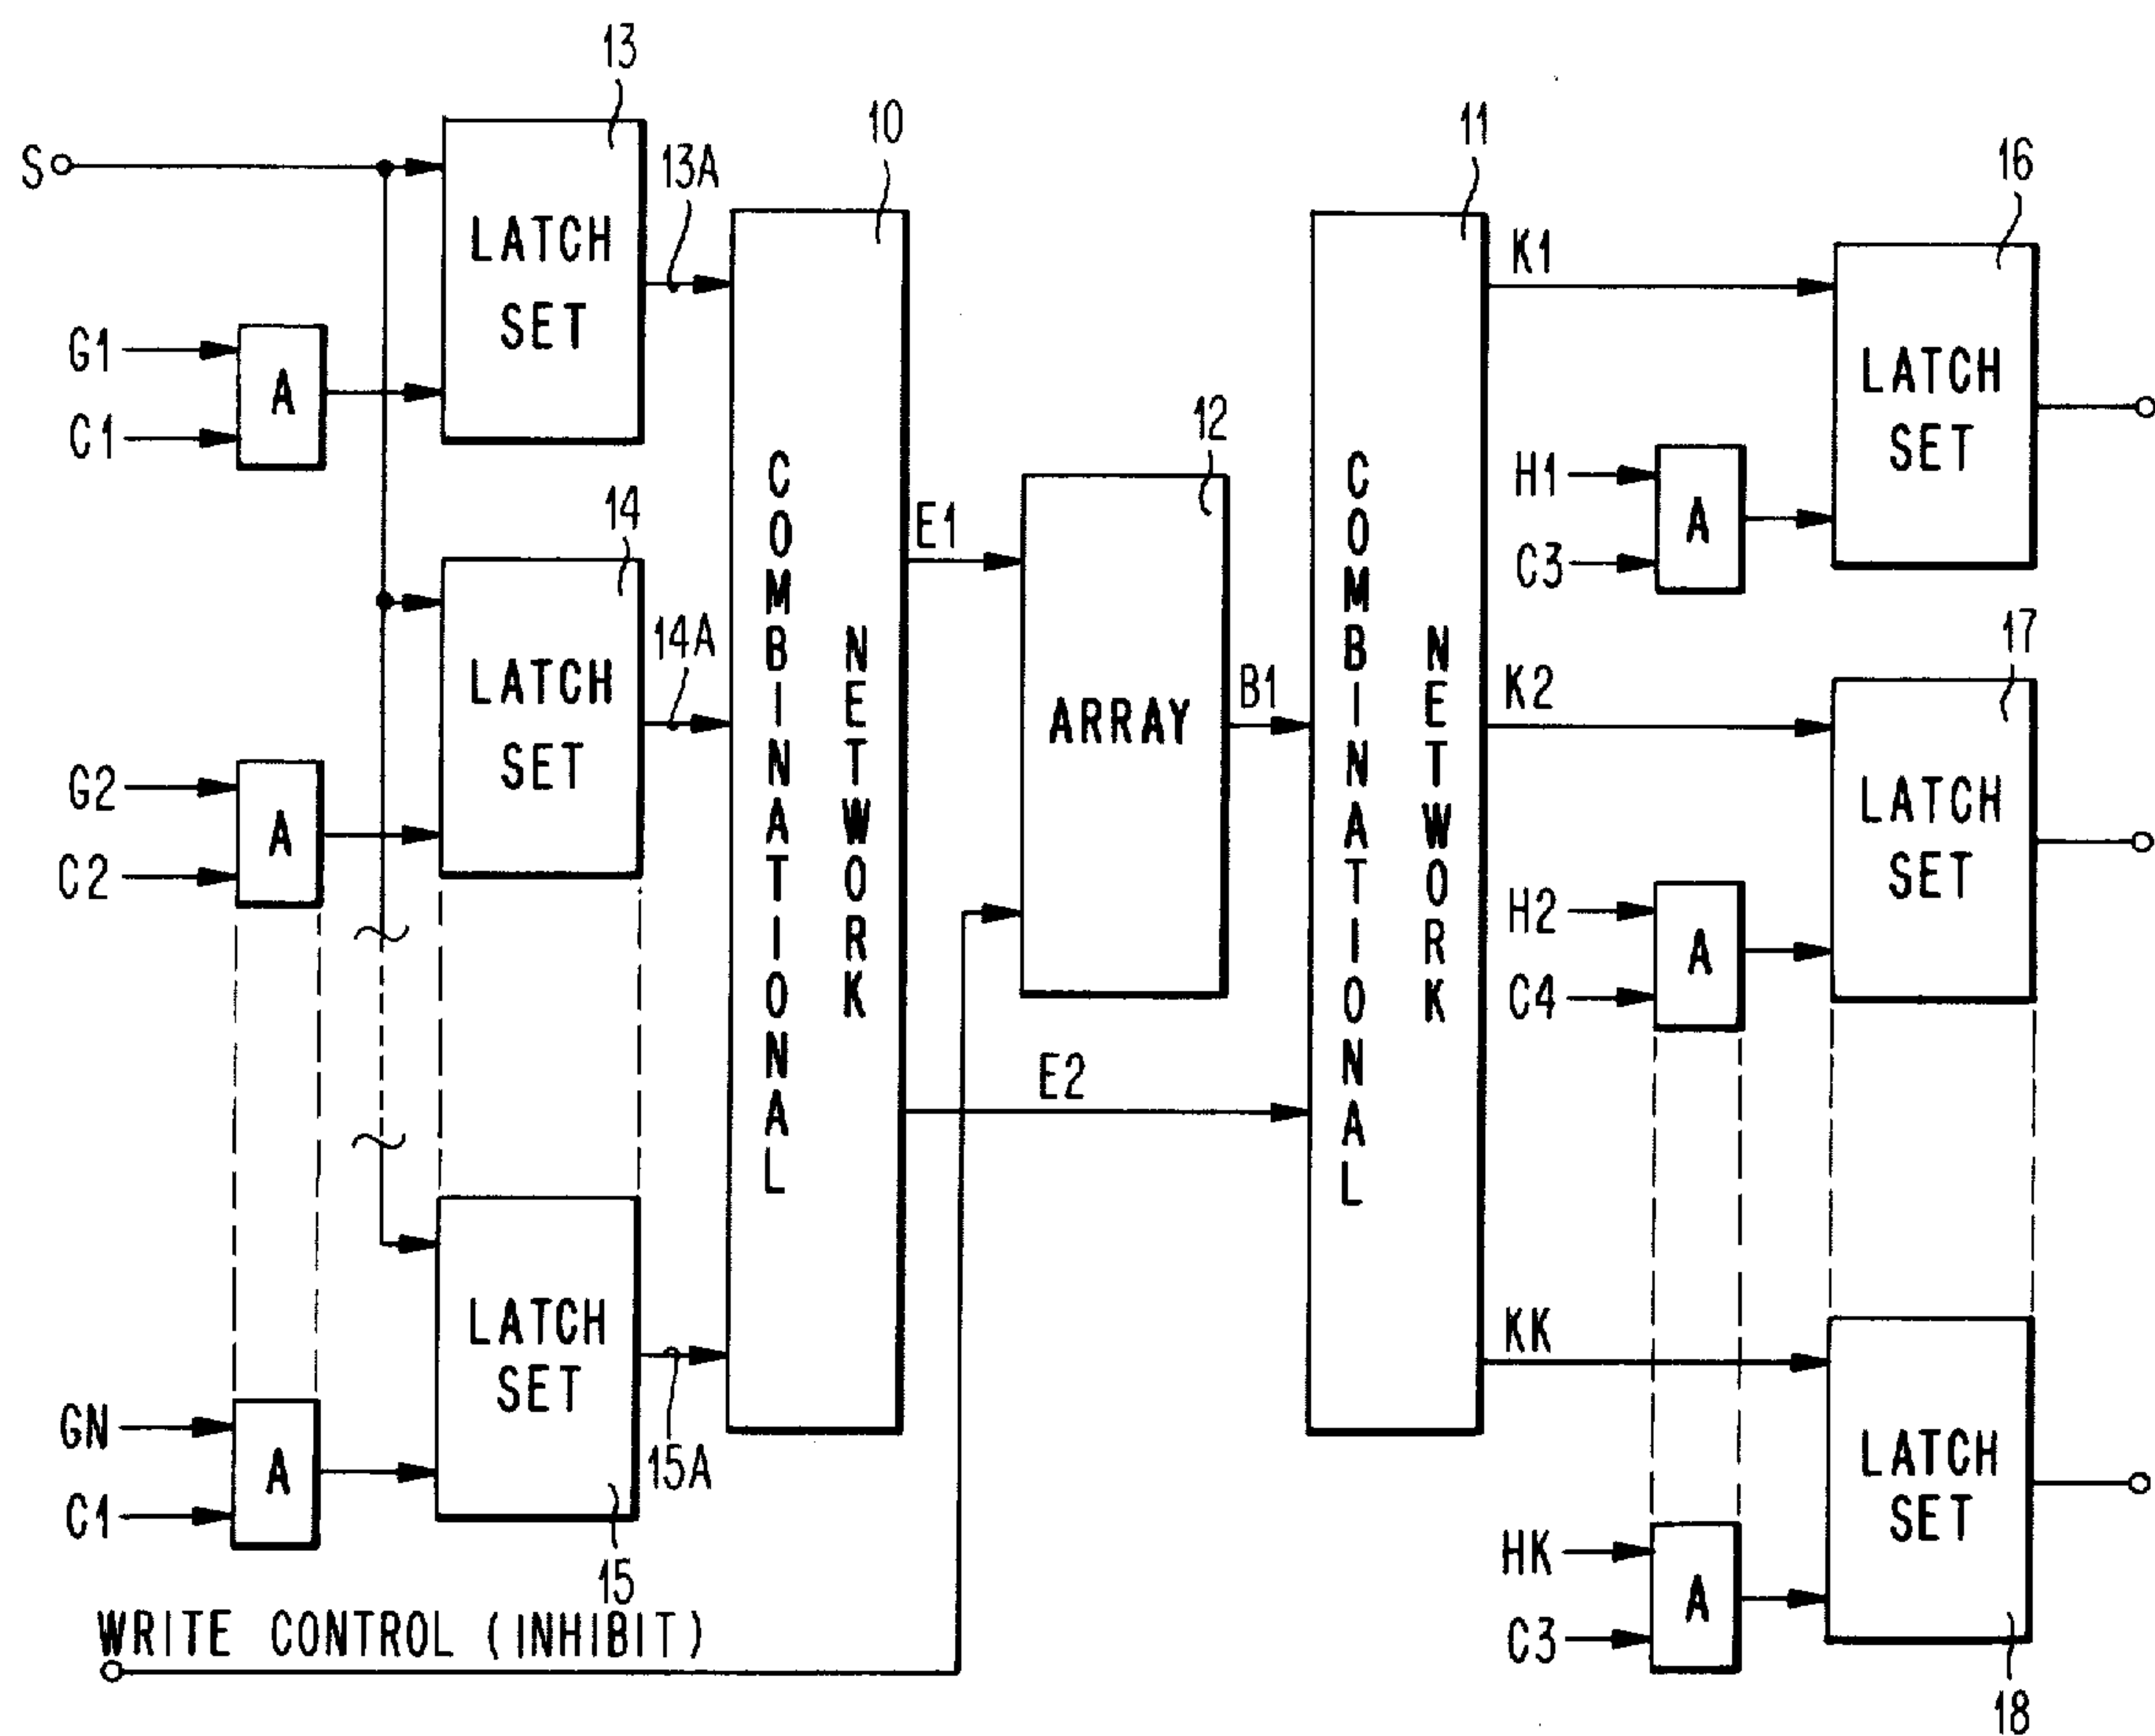 13
S
LATCH
SET
13A
G1
C1
A
14
LATCH
SET
14A
G2
C2
A
LATCH
SET
15A
GN
C1
A
15
WRITE CONTROL (INHIBIT)
10
COMBINATIONAL
NETWORK
E1
E2
12
ARRAY
B1
11
COMBINATIONAL
NETWORK
K1
16
LATCH
SET
H1
C3
A
K2
17
LATCH
SET
H2
C4
A
KK
LATCH
SET
HK
C3
A
18